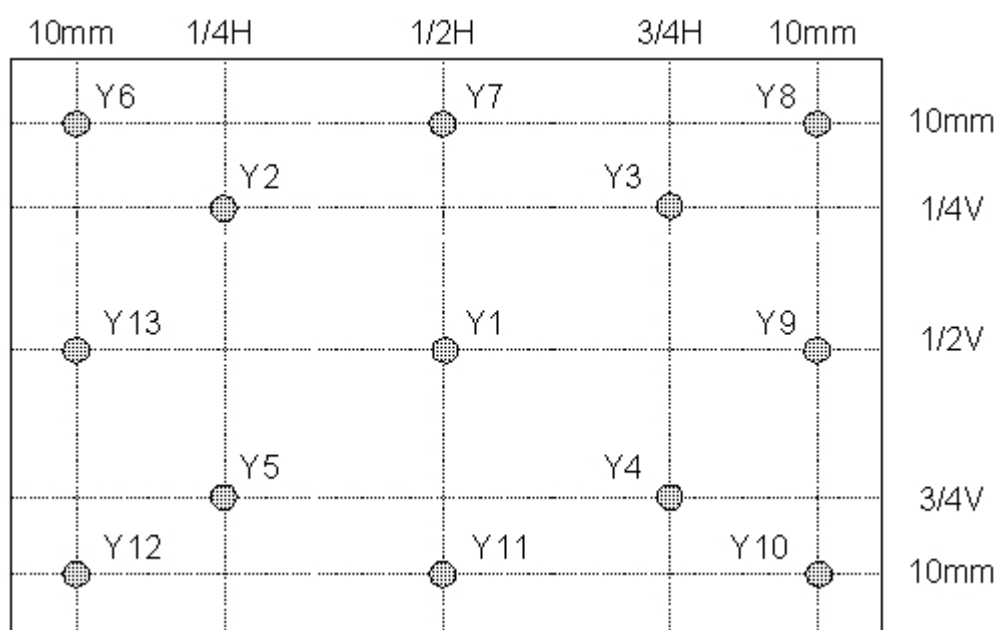 10mm 1/4H 1/2H 3/4H 10mm
Y6 Y7 Y8
10mm
Y2 Y3
1/4V
Y13 Y1 Y9
1/2V
Y5 Y4
3/4V
Y12 Y11 Y10
10mm